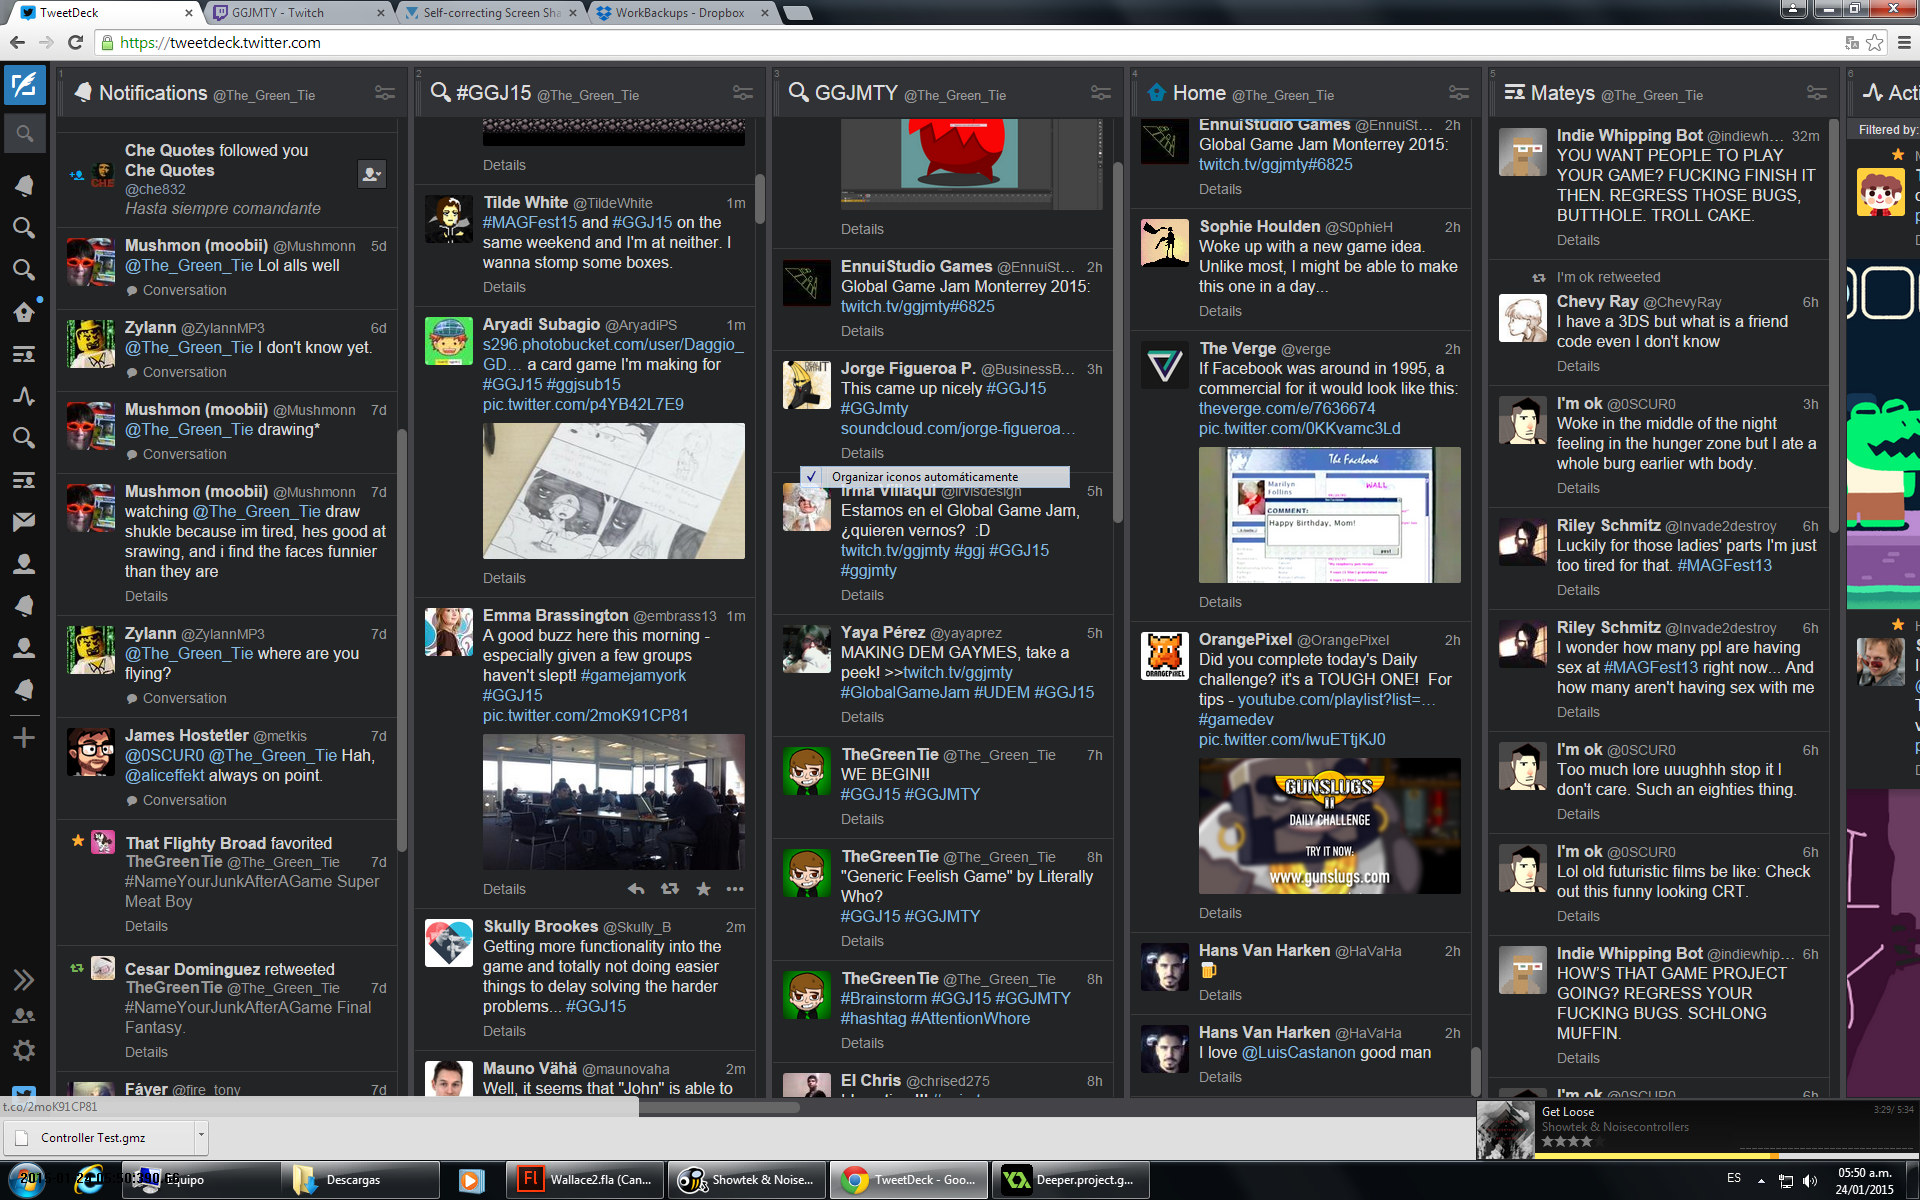 TweetDeck
GGJMTY - Twitch
Self-correcting Screen Sha
WorkBackups - Dropbox
https://tweetdeck.twitter.com
1
Notifications @The_Green_Tie
Che Quotes followed you
Che Quotes
@che832
Hasta siempre comandante
Mushmon (moobii) @Mushmonn 5d
@The_Green_Tie Lol alls well
Conversation
Zylann @ZylannMP3 6d
@The_Green_Tie I don't know yet.
Conversation
Mushmon (moobii) @Mushmonn 7d
@The_Green_Tie drawing*
Conversation
Mushmon (moobii) @Mushmonn 7d
watching @The_Green_Tie draw
shukle because im tired, hes good at
srawing, and i find the faces funnier
than they are
Details
Zylann @ZylannMP3 7d
@The_Green_Tie where are you
flying?
Conversation
James Hostetler @metkis 7d
@0SCUR0 @The_Green_Tie Hah,
@aliceffekt always on point.
Conversation
That Flighty Broad favorited
TheGreenTie @The_Green_Tie 7d
#NameYourJunkAfterAGame Super
Meat Boy
Details
Cesar Dominguez retweeted
TheGreenTie @The_Green_Tie 7d
#NameYourJunkAfterAGame Final
Fantasy.
Details
Fáyer @fire_tony 7d
2
#GGJ15 @The_Green_Tie
Details
Tilde White @TildeWhite 1m
#MAGFest15 and #GGJ15 on the
same weekend and I'm at neither. I
wanna stomp some boxes.
Details
Aryadi Subagio @AryadiPS 1m
s296.photobucket.com/user/Daggio_
GD… a card game I'm making for
#GGJ15 #ggjsub15
pic.twitter.com/p4YB42L7E9
Details
Emma Brassington @embrass13 1m
A good buzz here this morning -
especially given a few groups
haven't slept! #gamejamyork
#GGJ15
pic.twitter.com/2moK91CP81
Details
Skully Brookes @Skully_B 2m
Getting more functionality into the
game and totally not doing easier
things to delay solving the harder
problems... #GGJ15
Details
Mauno Vähä @maunovaha 2m
Well, it seems that "John" is able to
3
GGJMTY @The_Green_Tie
Details
EnnuiStudio Games @EnnuiSt… 2h
Global Game Jam Monterrey 2015:
twitch.tv/ggjmty#6825
Details
Jorge Figueroa P. @BusinessB… 3h
This came up nicely #GGJ15
#GGJmty
soundcloud.com/jorge-figueroa…
Details
Organizar iconos automáticamente
Irma Villaqui @irvisdesign 5h
Estamos en el Global Game Jam,
¿quieren vernos? :D
twitch.tv/ggjmty #ggj #GGJ15
#ggjmty
Details
Yaya Pérez @yayaprez 5h
MAKING DEM GAYMES, take a
peek! >>twitch.tv/ggjmty
#GlobalGameJam #UDEM #GGJ15
Details
TheGreenTie @The_Green_Tie 7h
WE BEGIN!!
#GGJ15 #GGJMTY
Details
TheGreenTie @The_Green_Tie 8h
"Generic Feelish Game" by Literally
Who?
#GGJ15 #GGJMTY
Details
TheGreenTie @The_Green_Tie 8h
#Brainstorm #GGJ15 #GGJMTY
#hashtag #AttentionWhore
Details
El Chris @chrised275 8h
4
Home @The_Green_Tie
EnnuiStudio Games @EnnuiSt… 2h
Global Game Jam Monterrey 2015:
twitch.tv/ggjmty#6825
Details
Sophie Houlden @S0phieH 2h
Woke up with a new game idea.
Unlike most, I might be able to make
this one in a day...
Details
The Verge @verge 2h
If Facebook was around in 1995, a
commercial for it would look like this:
theverge.com/e/7636674
pic.twitter.com/0KKvamc3Ld
The Facebook
Marilyn
Follins
WALL
COMMENT:
Happy Birthday, Mom!
post
Details
OrangePixel @OrangePixel 2h
ORANGEPIXEL
Did you complete today's Daily
challenge? it's a TOUGH ONE! For
tips - youtube.com/playlist?list=…
#gamedev
pic.twitter.com/lwuETtjKJ0
GUNSLUGS
II
DAILY CHALLENGE
TRY IT NOW:
www.gunslugs.com
Details
Hans Van Harken @HaVaHa 2h
Details
Hans Van Harken @HaVaHa 2h
I love @LuisCastanon good man
Details
5
Mateys @The_Green_Tie
Indie Whipping Bot @indiewh… 32m
YOU WANT PEOPLE TO PLAY
YOUR GAME? FUCKING FINISH IT
THEN. REGRESS THOSE BUGS,
BUTTHOLE. TROLL CAKE.
Details
I'm ok retweeted
Chevy Ray @ChevyRay 6h
I have a 3DS but what is a friend
code even I don't know
Details
I'm ok @0SCUR0 3h
Woke in the middle of the night
feeling in the hunger zone but I ate a
whole burg earlier wth body.
Details
Riley Schmitz @Invade2destroy 6h
Luckily for those ladies' parts I'm just
too tired for that. #MAGFest13
Details
Riley Schmitz @Invade2destroy 6h
I wonder how many ppl are having
sex at #MAGFest13 right now... And
how many aren't having sex with me
Details
I'm ok @0SCUR0 6h
Too much lore uuughhh stop it I
don't care. Such an eighties thing.
Details
I'm ok @0SCUR0 6h
Lol old futuristic films be like: Check
out this funny looking CRT.
Details
Indie Whipping Bot @indiewhip… 6h
HOW'S THAT GAME PROJECT
GOING? REGRESS YOUR
FUCKING BUGS. SCHLONG
MUFFIN.
Details
I'm ok @0SCUR0 6h
6
Acti
Filtered by:
t.co/2moK91CP81
Controller Test.gmz
Get Loose 3:29/ 5:34
Showtek & Noisecontrollers
Equipo
Descargas
Wallace2.fla (Can...
Showtek & Noise...
TweetDeck - Goo...
Deeper.project.g...
ES
05:50 a.m.
24/01/2015